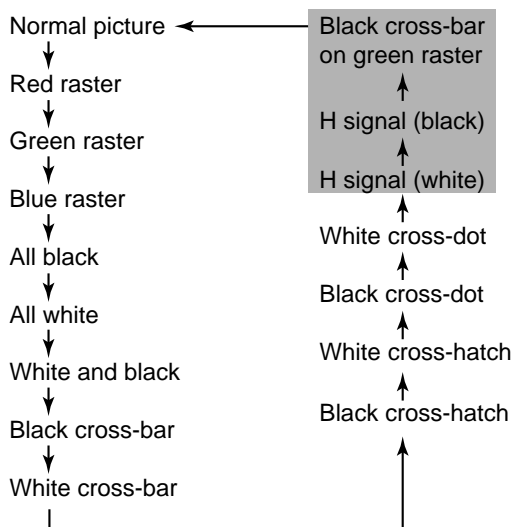 Normal picture
Red raster
Green raster
Blue raster
All black
All white
White and black
Black cross-bar
White cross-bar
Black cross-bar
on green raster
H signal (black)
H signal (white)
White cross-dot
Black cross-dot
White cross-hatch
Black cross-hatch